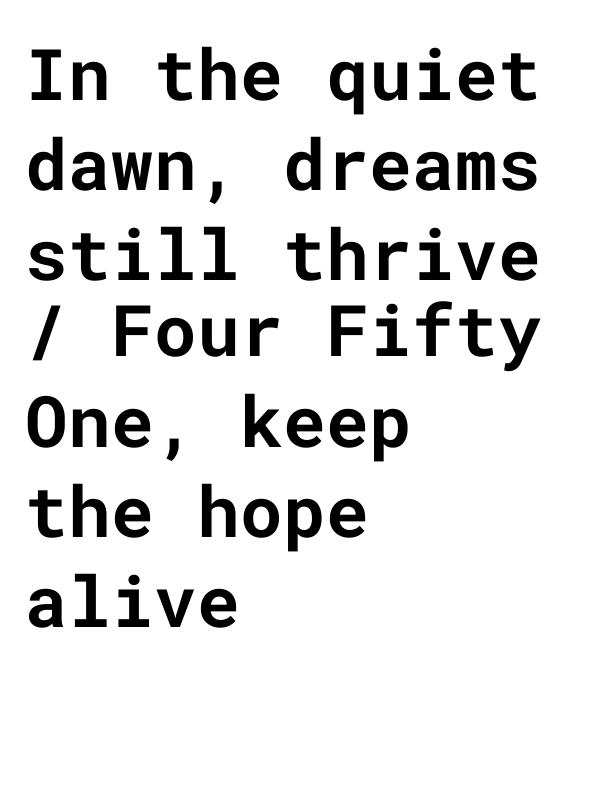 In the quiet
dawn, dreams
still thrive
/ Four Fifty
One, keep
the hope
alive